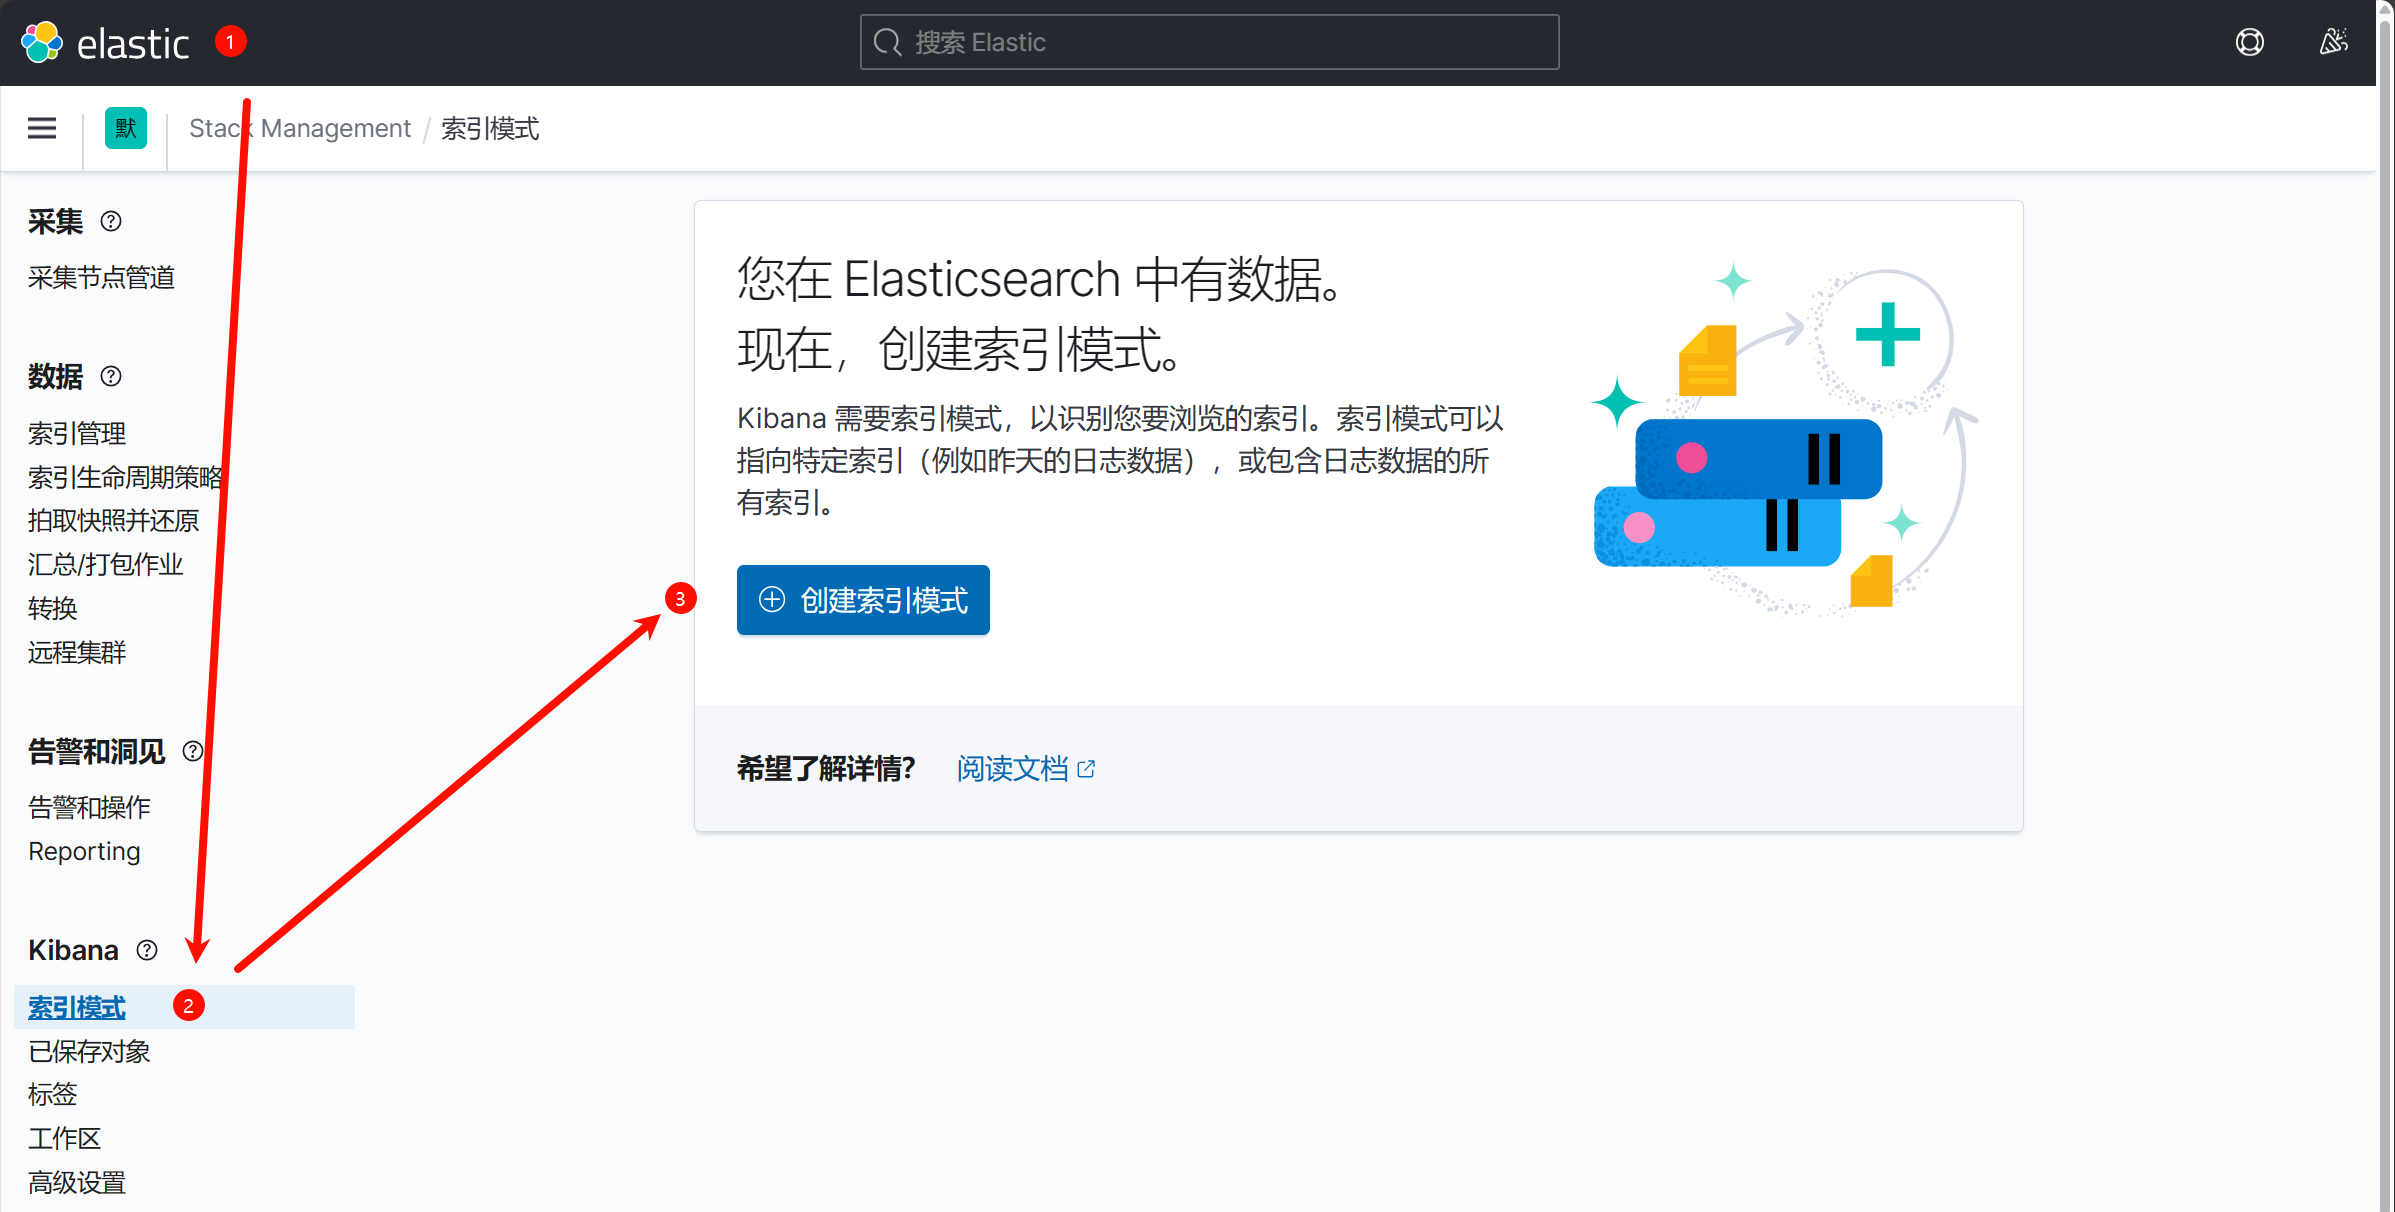 elastic
1
搜索 Elastic
默
Stack Management / 索引模式
采集
采集节点管道
数据
索引管理
索引生命周期策略
拍取快照并还原
汇总/打包作业
转换
远程集群
告警和洞见
告警和操作
Reporting
Kibana
索引模式
2
已保存对象
标签
工作区
高级设置
您在 Elasticsearch 中有数据。
现在，创建索引模式。
Kibana 需要索引模式，以识别您要浏览的索引。索引模式可以
指向特定索引（例如昨天的日志数据），或包含日志数据的所
有索引。
3
创建索引模式
希望了解详情？ 阅读文档